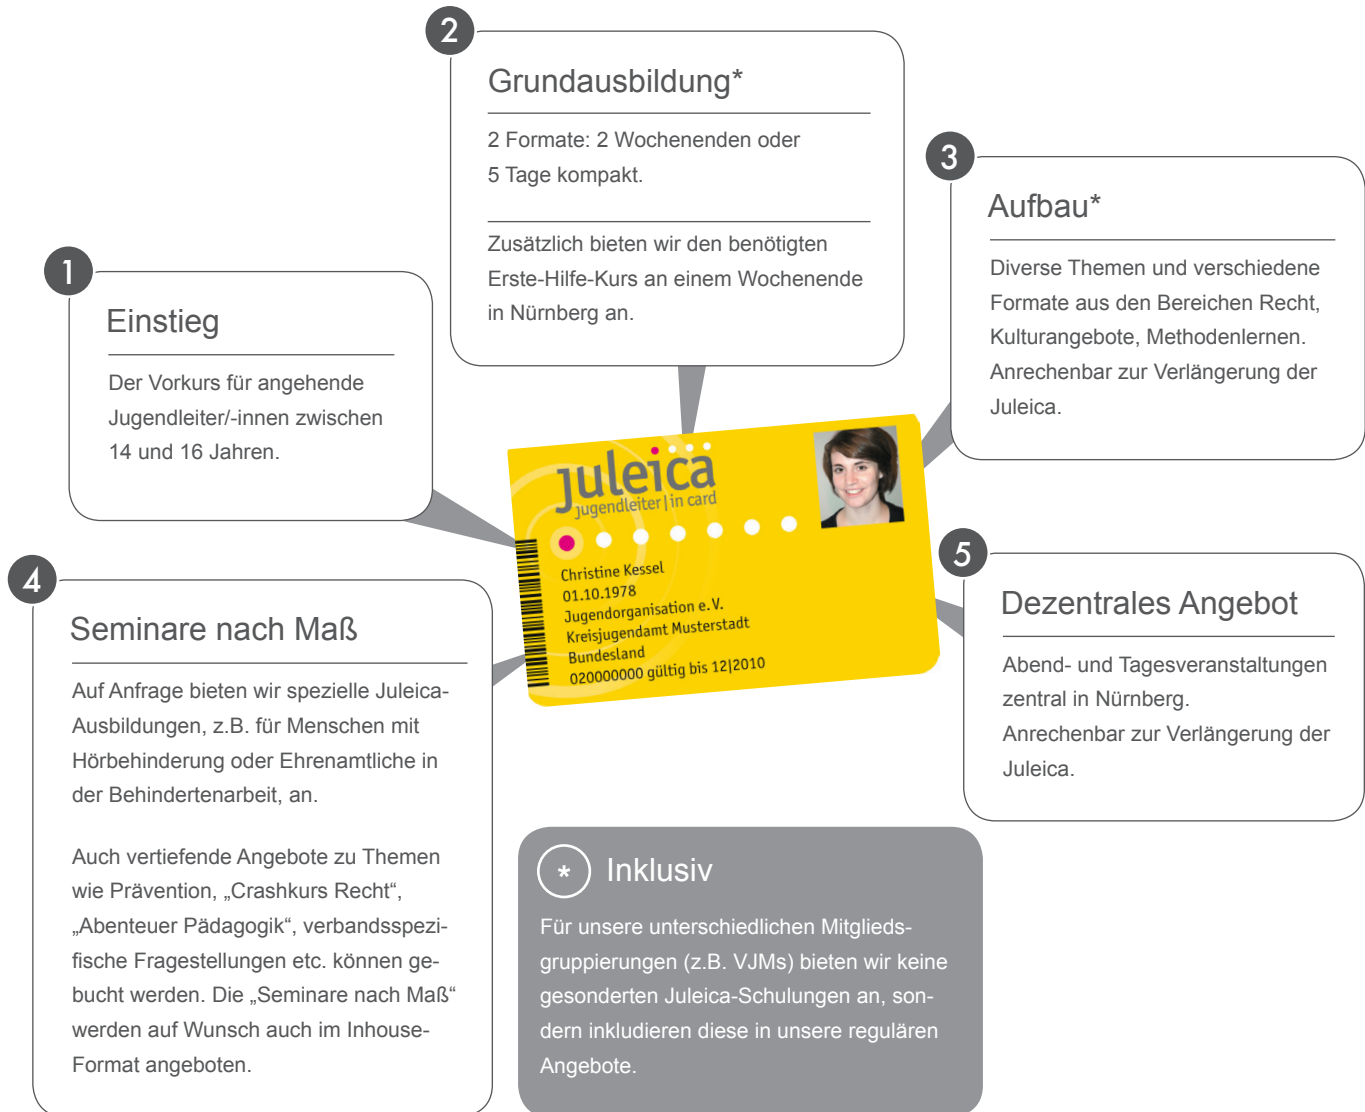 1
Einstieg
Der Vorkurs für angehende
Jugendleiter/-innen zwischen
14 und 16 Jahren.
2
Grundausbildung*
2 Formate: 2 Wochenenden oder
5 Tage kompakt.
Zusätzlich bieten wir den benötigten
Erste-Hilfe-Kurs an einem Wochenende
in Nürnberg an.
3
Aufbau*
Diverse Themen und verschiedene
Formate aus den Bereichen Recht,
Kulturangebote, Methodenlernen.
Anrechenbar zur Verlängerung der
Juleica.
juleica
jugendleiter|in card
Christine Kessel
01.10.1978
Jugendorganisation e.V.
Kreisjugendamt Musterstadt
Bundesland
020000000 gültig bis 12|2010
4
Seminare nach Maß
Auf Anfrage bieten wir spezielle Juleica-
Ausbildungen, z.B. für Menschen mit
Hörbehinderung oder Ehrenamtliche in
der Behindertenarbeit, an.
Auch vertiefende Angebote zu Themen
wie Prävention, „Crashkurs Recht“,
„Abenteuer Pädagogik“, verbandsspezi-
fische Fragestellungen etc. können ge-
bucht werden. Die „Seminare nach Maß“
werden auf Wunsch auch im Inhouse-
Format angeboten.
5
Dezentrales Angebot
Abend- und Tagesveranstaltungen
zentral in Nürnberg.
Anrechenbar zur Verlängerung der
Juleica.
* Inklusiv
Für unsere unterschiedlichen Mitglieds-
gruppierungen (z.B. VJMs) bieten wir keine
gesonderten Juleica-Schulungen an, son-
dern inkludieren diese in unsere regulären
Angebote.